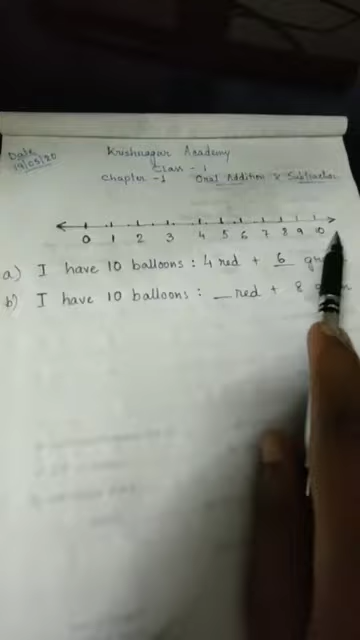 Date
19/05/20
Krishnagar Academy
Class - 1
Chapter - 1 Oral Addition & Subtraction
0 1 2 3 4 5 6 7 8 9 10
a) I have 10 balloons : 4 red + 6
b) I have 10 balloons : __ red + 8